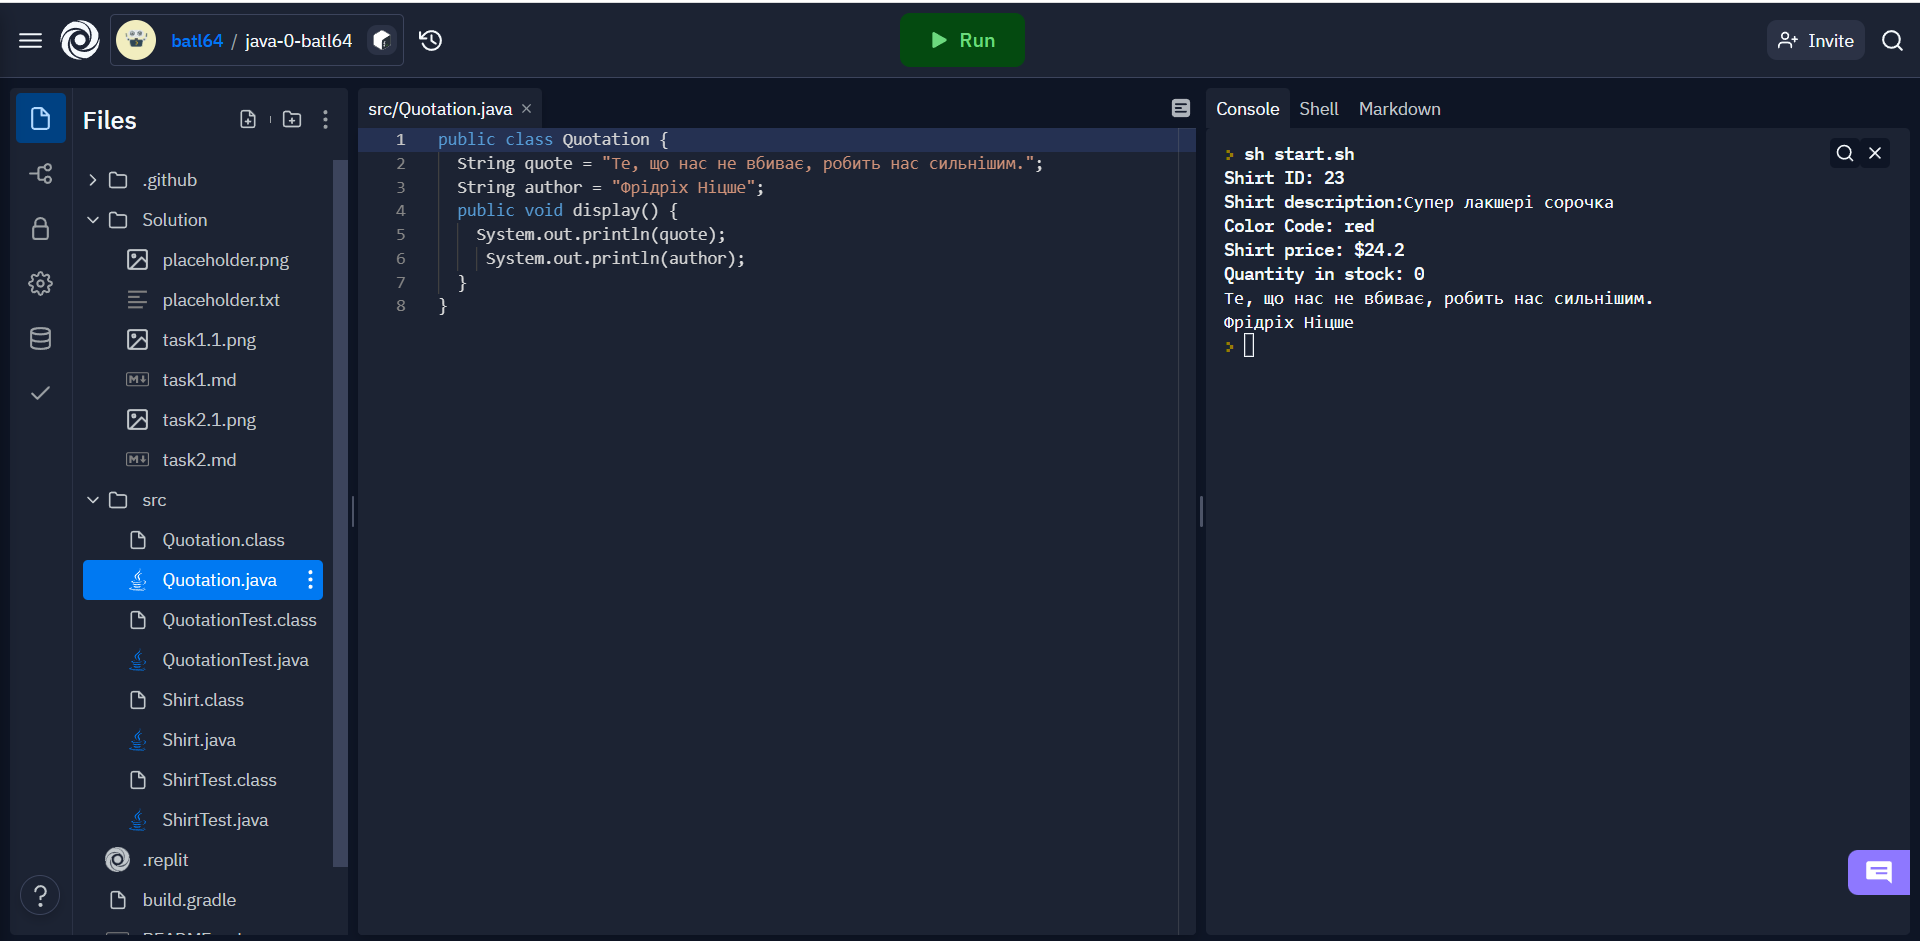 batl64 / java-0-batl64
Run
Invite
Files
.github
Solution
placeholder.png
placeholder.txt
task1.1.png
M↓ task1.md
task2.1.png
M↓ task2.md
src
Quotation.class
Quotation.java
QuotationTest.class
QuotationTest.java
Shirt.class
Shirt.java
ShirtTest.class
ShirtTest.java
.replit
build.gradle
?
src/Quotation.java ×
1 public class Quotation {
2 String quote = "Те, що нас не вбиває, робить нас сильнішим.";
3 String author = "Фрідріх Ніцше";
4 public void display() {
5 System.out.println(quote);
6 System.out.println(author);
7 }
8 }
Console Shell Markdown
> sh start.sh
Shirt ID: 23
Shirt description:Супер лакшері сорочка
Color Code: red
Shirt price: $24.2
Quantity in stock: 0
Те, що нас не вбиває, робить нас сильнішим.
Фрідріх Ніцше
>